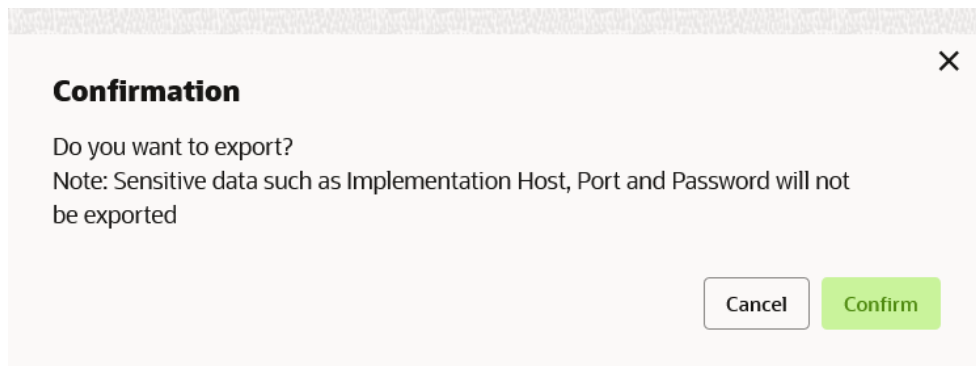 Confirmation
Do you want to export?
Note: Sensitive data such as Implementation Host, Port and Password will not
be exported
Cancel
Confirm